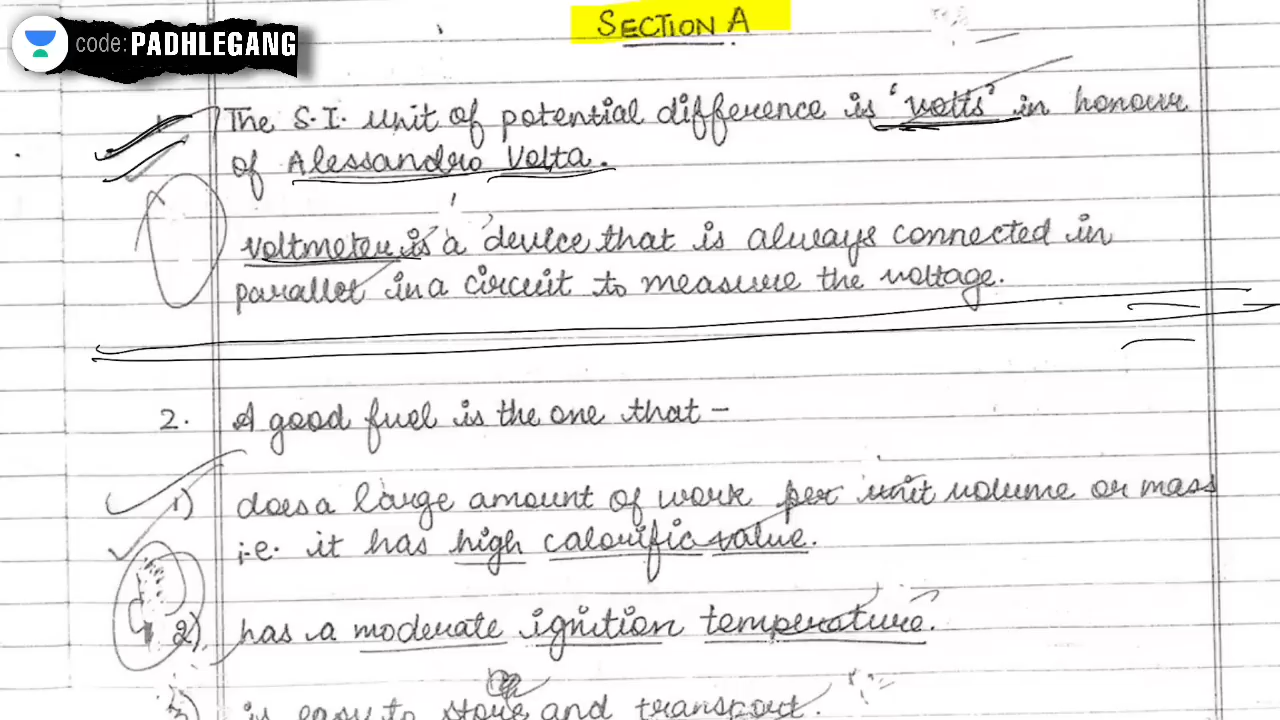 code: PADHLEGANG
SECTION A
1. The S.I. unit of potential difference is 'volts' in honour
of Alessandro Volta.
voltmeter is a device that is always connected in
parallel in a circuit to measure the voltage.
2. A good fuel is the one that –
1) does a large amount of work per unit volume or mass
i.e. it has high calorific value.
2) has a moderate ignition temperature.
3) is easy to store and transport.